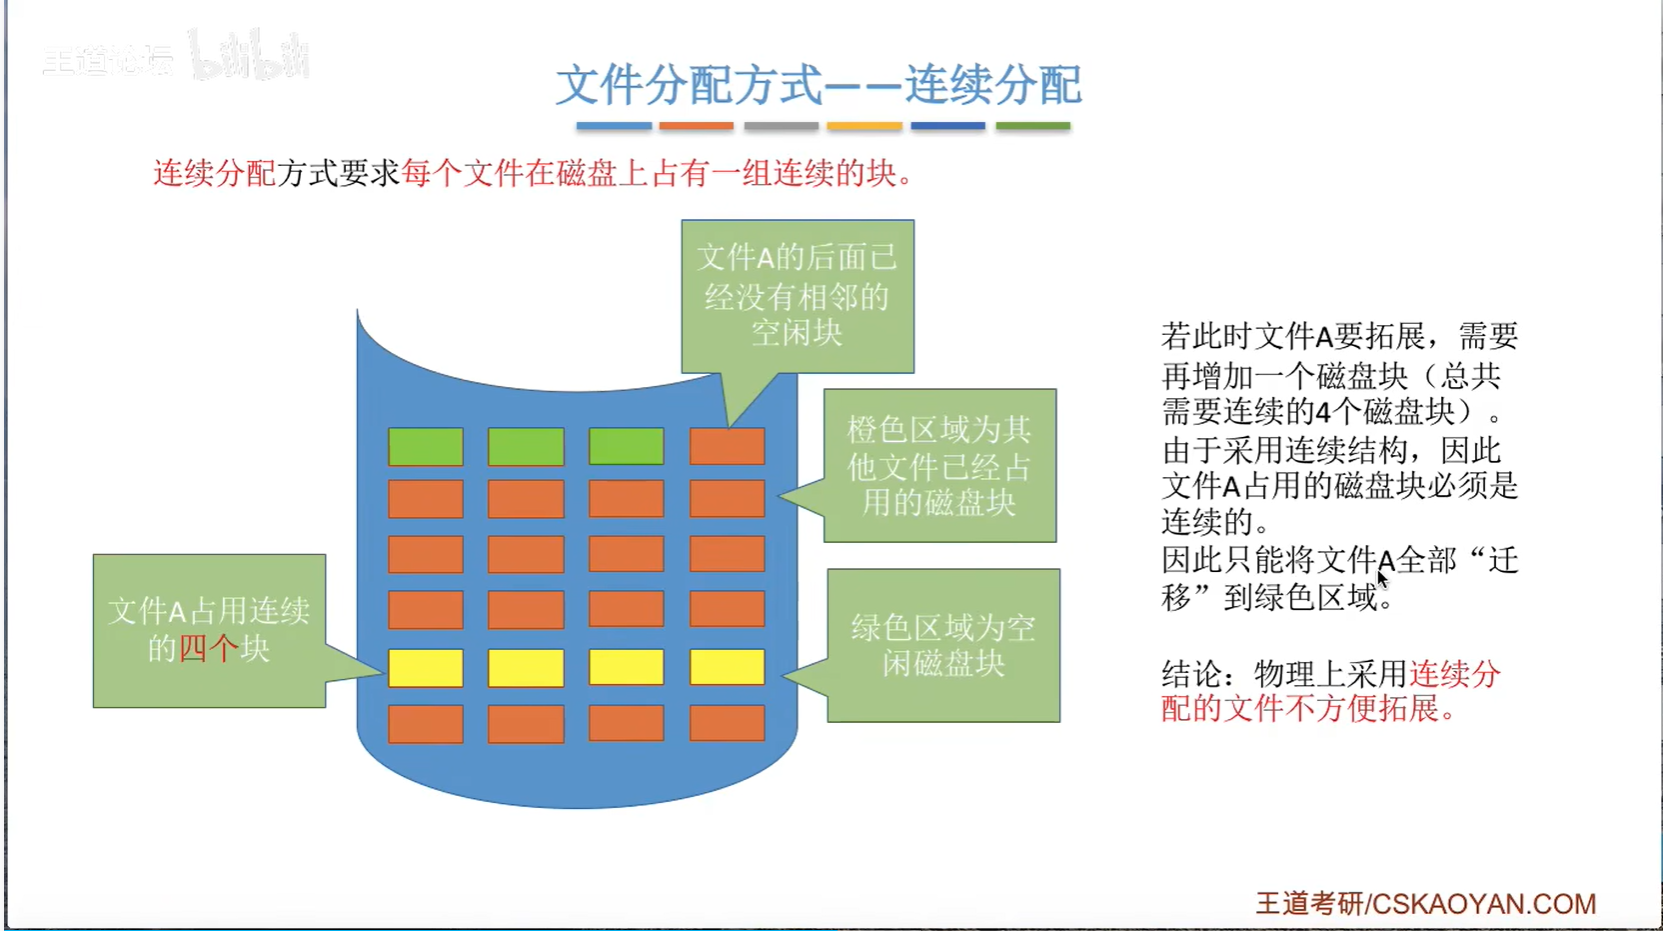 王道论坛 bilibili
文件分配方式——连续分配
连续分配方式要求每个文件在磁盘上占有一组连续的块。
文件A的后面已
经没有相邻的
空闲块
橙色区域为其
他文件已经占
用的磁盘块
文件A占用连续
的四个块
绿色区域为空
闲磁盘块
若此时文件A要拓展，需要
再增加一个磁盘块（总共
需要连续的4个磁盘块）。
由于采用连续结构，因此
文件A占用的磁盘块必须是
连续的。
因此只能将文件A全部“迁
移”到绿色区域。
结论：物理上采用连续分
配的文件不方便拓展。
王道考研/CSKAOYAN.COM